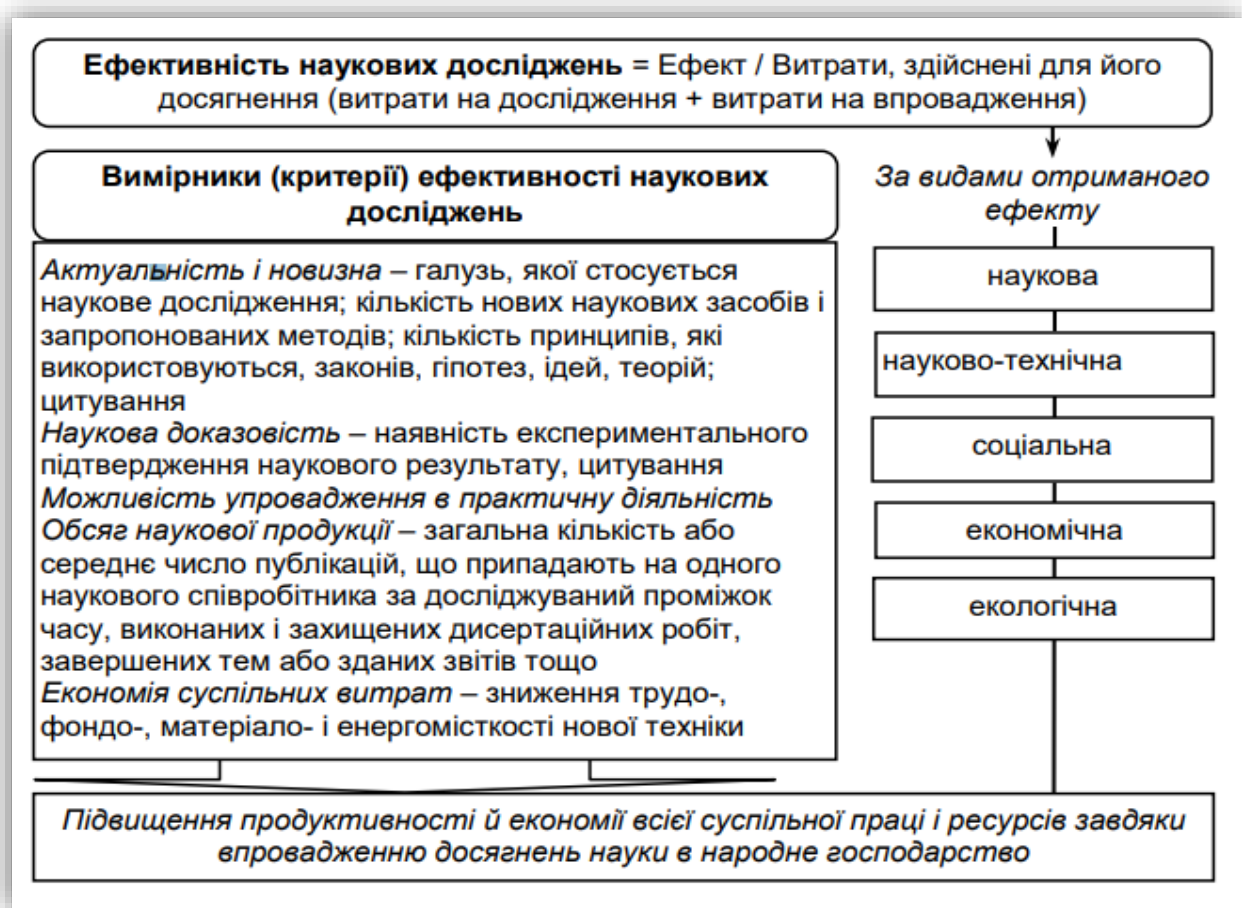 Ефективність наукових досліджень = Ефект / Витрати, здійснені для його
досягнення (витрати на дослідження + витрати на впровадження)
Вимірники (критерії) ефективності наукових
досліджень
Актуальність і новизна – галузь, якої стосується
наукове дослідження; кількість нових наукових засобів і
запропонованих методів; кількість принципів, які
використовуються, законів, гіпотез, ідей, теорій;
цитування
Наукова доказовість – наявність експериментального
підтвердження наукового результату, цитування
Можливість упровадження в практичну діяльність
Обсяг наукової продукції – загальна кількість або
середнє число публікацій, що припадають на одного
наукового співробітника за досліджуваний проміжок
часу, виконаних і захищених дисертаційних робіт,
завершених тем або зданих звітів тощо
Економія суспільних витрат – зниження трудо-,
фондо-, матеріало- і енергомісткості нової техніки
За видами отриманого
ефекту
наукова
науково-технічна
соціальна
економічна
екологічна
Підвищення продуктивності й економії всієї суспільної праці і ресурсів завдяки
впровадженню досягнень науки в народне господарство